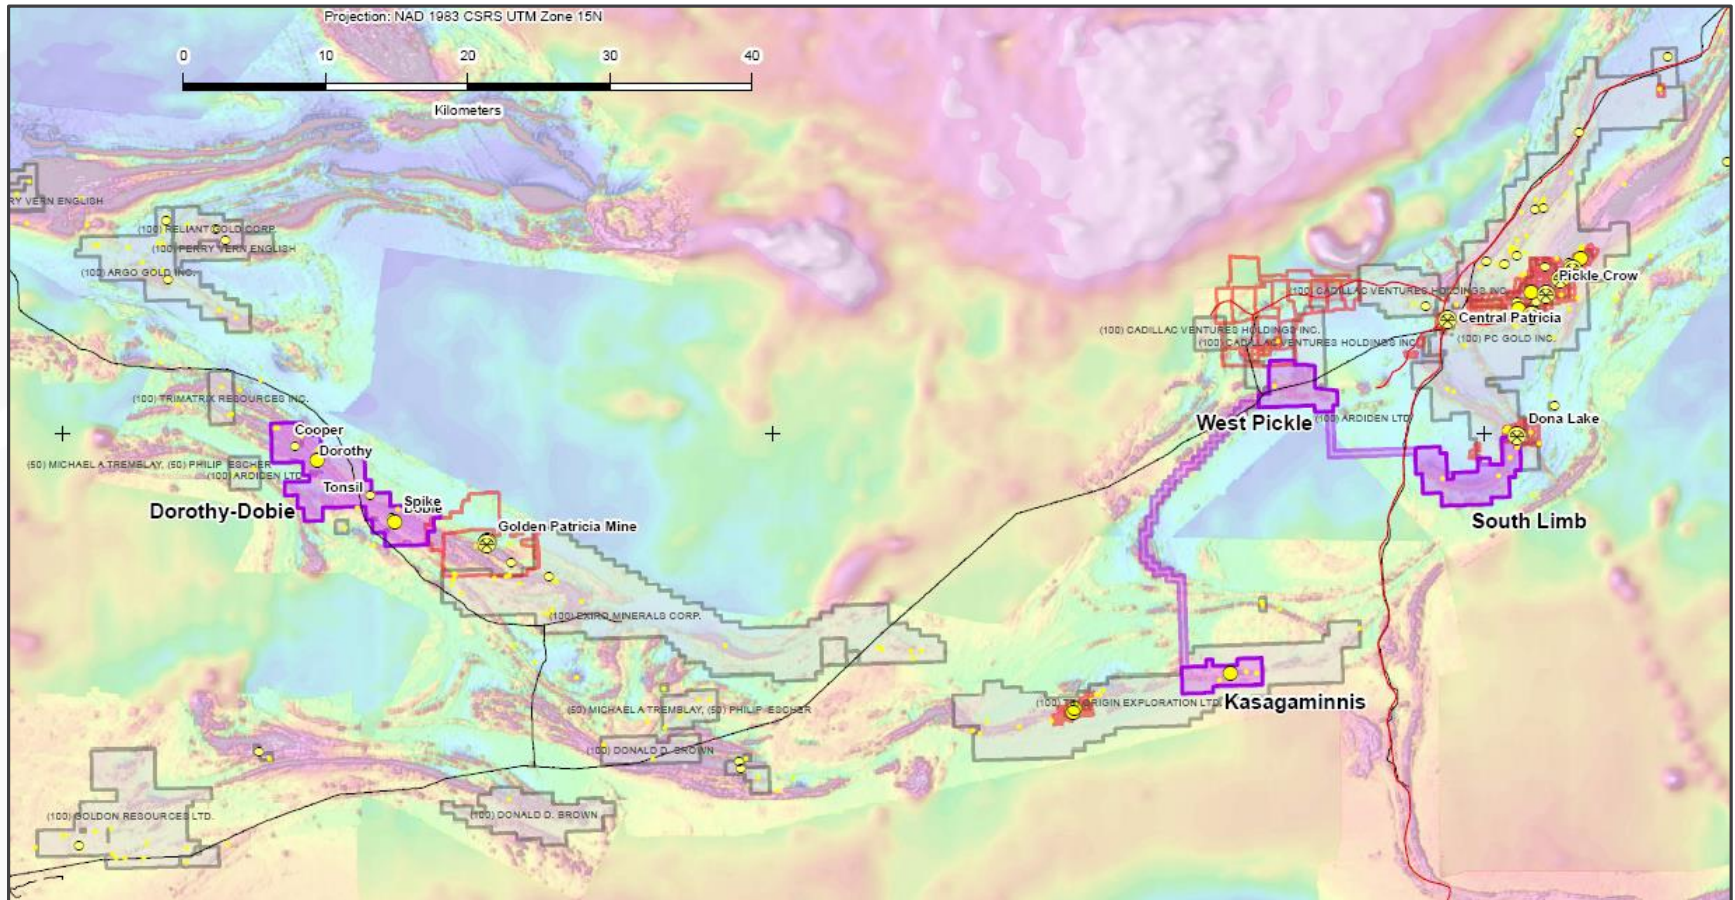 Projection: NAD 1983 CSRS UTM Zone 15N
0 10 20 30 40
Kilometers
RY VERN ENGLISH
(100) RELIANT GOLD CORP.
(100) PERRY VERN ENGLISH
(100) ARGO GOLD INC.
Pickle Crow
(100) CADILLAC VENTURES HOLDINGS INC.
Central Patricia
(100) CADILLAC VENTURES HOLDINGS INC.
(100) CADILLAC VENTURES HOLDINGS INC.
(100) PC GOLD INC.
(100) TRIMATRIX RESOURCES INC.
West Pickle
(100) ARDIDEN LTD
Dona Lake
Cooper
Dorothy
(50) MICHAEL A TREMBLAY, (50) PHILIP ESCHER
(100) ARDIDEN LTD
Tonsil
Spike
Dobie
Dorothy-Dobie
South Limb
Golden Patricia Mine
(100) EXIRO MINERALS CORP.
(50) MICHAEL A TREMBLAY, (50) PHILIP ESCHER
(100) EXPLORATION LTD.
Kasagaminnis
(100) DONALD D. BROWN
(100) GOLDON RESOURCES LTD.
(100) DONALD D. BROWN